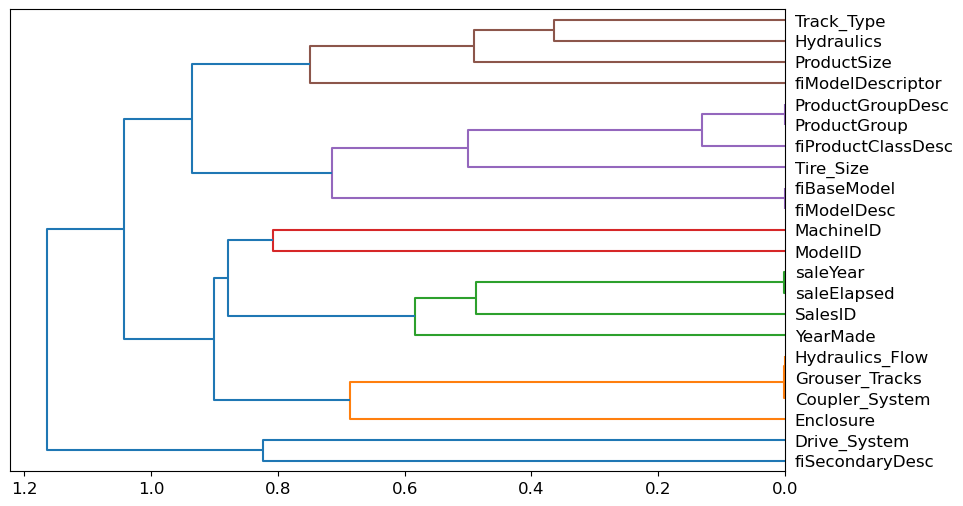 Track_Type
Hydraulics
ProductSize
fiModelDescriptor
ProductGroupDesc
ProductGroup
fiProductClassDesc
Tire_Size
fiBaseModel
fiModelDesc
MachineID
ModelID
saleYear
saleElapsed
SalesID
YearMade
Hydraulics_Flow
Grouser_Tracks
Coupler_System
Enclosure
Drive_System
fiSecondaryDesc
1.2 1.0 0.8 0.6 0.4 0.2 0.0